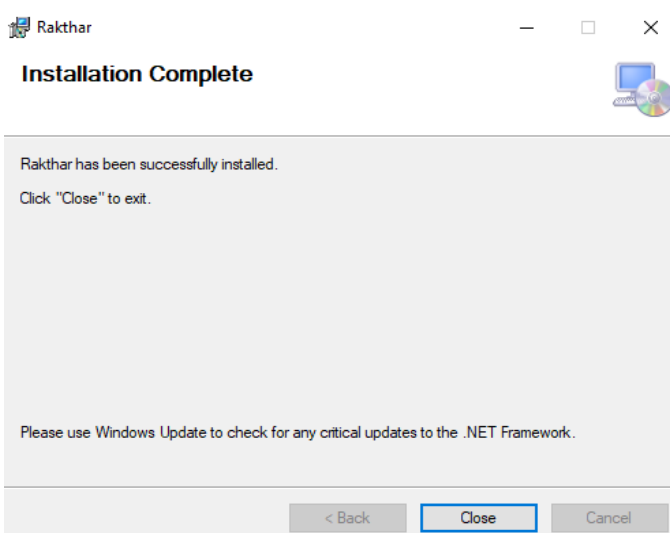 Rakthar
Installation Complete
Rakthar has been successfully installed.
Click "Close" to exit.
Please use Windows Update to check for any critical updates to the .NET Framework.
< Back
Close
Cancel